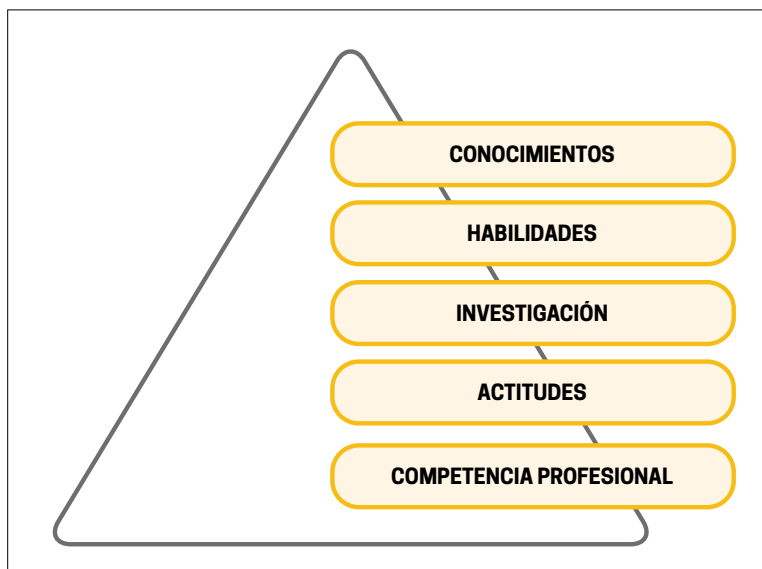 CONOCIMIENTOS
HABILIDADES
INVESTIGACIÓN
ACTITUDES
COMPETENCIA PROFESIONAL